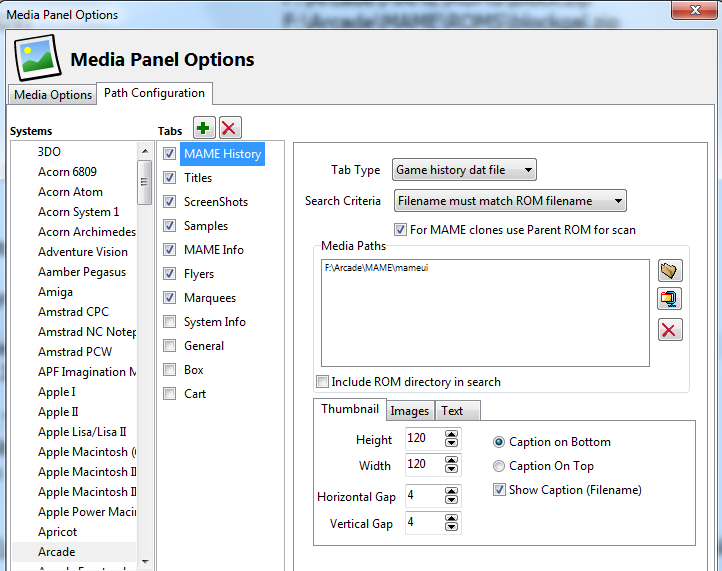 F:\Arcade\MAME\ROMS\blockgal.zip
Media Panel Options
Media Panel Options
Media Options
Path Configuration
Systems
3DO
Acorn 6809
Acorn Atom
Acorn System 1
Acorn Archimedes
Adventure Vision
Aamber Pegasus
Amiga
Amstrad CPC
Amstrad NC Notep
Amstrad PCW
APF Imagination M
Apple I
Apple II
Apple Lisa/Lisa II
Apple Macintosh (
Apple Macintosh II
Apple Macintosh II
Apple Power Macin
Apricot
Arcade
Tabs
MAME History
Titles
ScreenShots
Samples
MAME Info
Flyers
Marquees
System Info
General
Box
Cart
Tab Type Game history dat file
Search Criteria Filename must match ROM filename
For MAME clones use Parent ROM for scan
Media Paths
F:\Arcade\MAME\mameui
Include ROM directory in search
Thumbnail Images Text
Height 120
Width 120
Horizontal Gap 4
Vertical Gap 4
Caption on Bottom
Caption On Top
Show Caption (Filename)